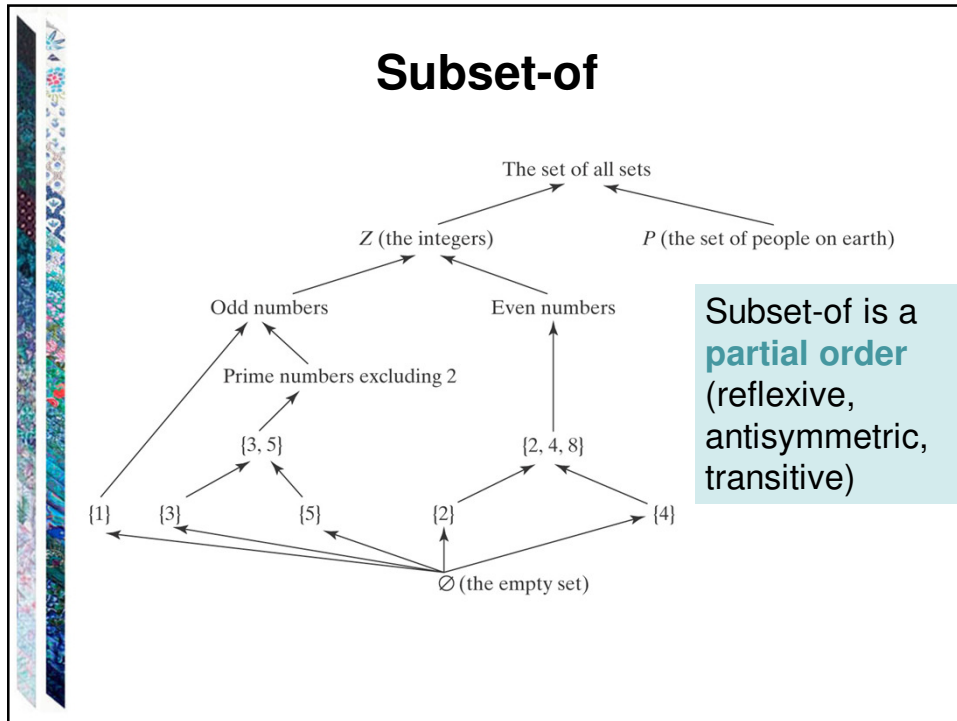 Subset-of
The set of all sets
Z (the integers)
P (the set of people on earth)
Odd numbers
Even numbers
Prime numbers excluding 2
{3, 5}
{2, 4, 8}
{1}
{3}
{5}
{2}
{4}
∅ (the empty set)
Subset-of is a
partial order
(reflexive,
antisymmetric,
transitive)